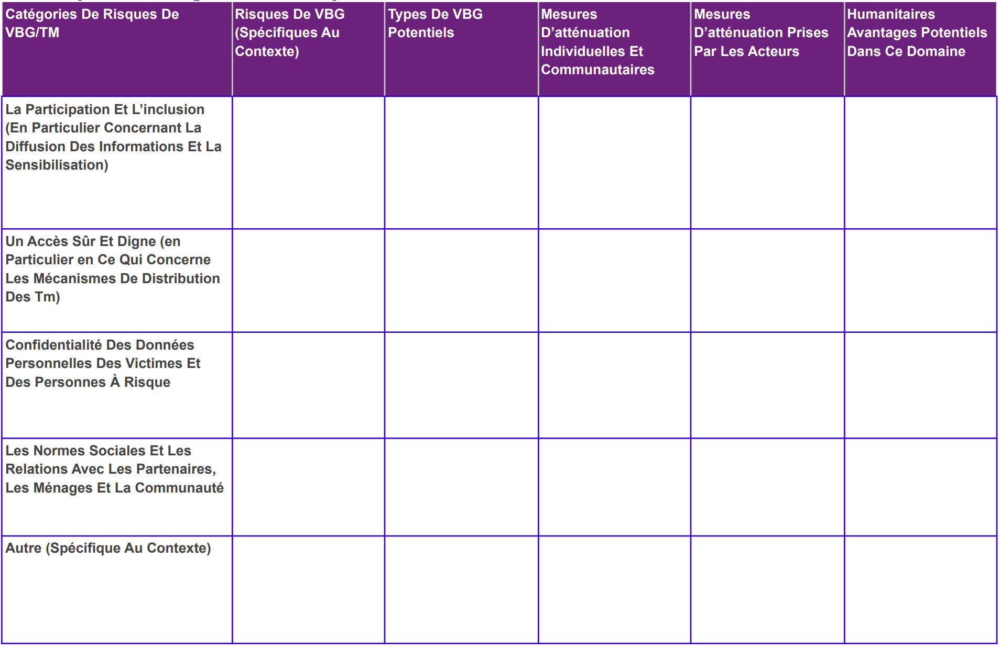 Catégories De Risques De
VBG/TM
Risques De VBG
(Spécifiques Au
Contexte)
Types De VBG
Potentiels
Mesures
D’atténuation
Individuelles Et
Communautaires
Mesures
D’atténuation Prises
Par Les Acteurs
Humanitaires
Avantages Potentiels
Dans Ce Domaine
La Participation Et L’inclusion
(En Particulier Concernant La
Diffusion Des Informations Et La
Sensibilisation)
Un Accès Sûr Et Digne (en
Particulier en Ce Qui Concerne
Les Mécanismes De Distribution
Des Tm)
Confidentialité Des Données
Personnelles Des Victimes Et
Des Personnes À Risque
Les Normes Sociales Et Les
Relations Avec Les Partenaires,
Les Ménages Et La Communauté
Autre (Spécifique Au Contexte)